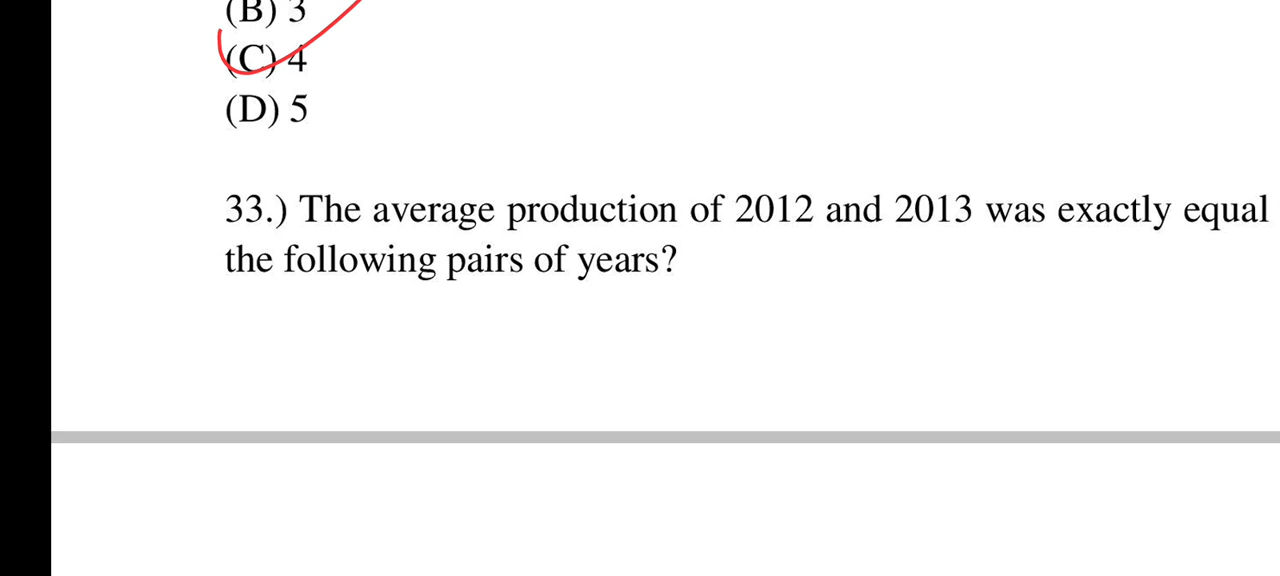 (B) 3
(C) 4
(D) 5
33.) The average production of 2012 and 2013 was exactly equal
the following pairs of years?